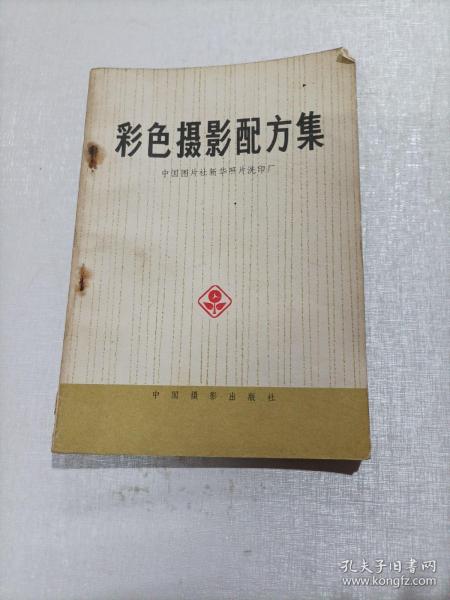 彩色摄影配方集
中国图片社新华照片洗印厂
中国摄影出版社
孔夫子旧书网
www.kongfz.com